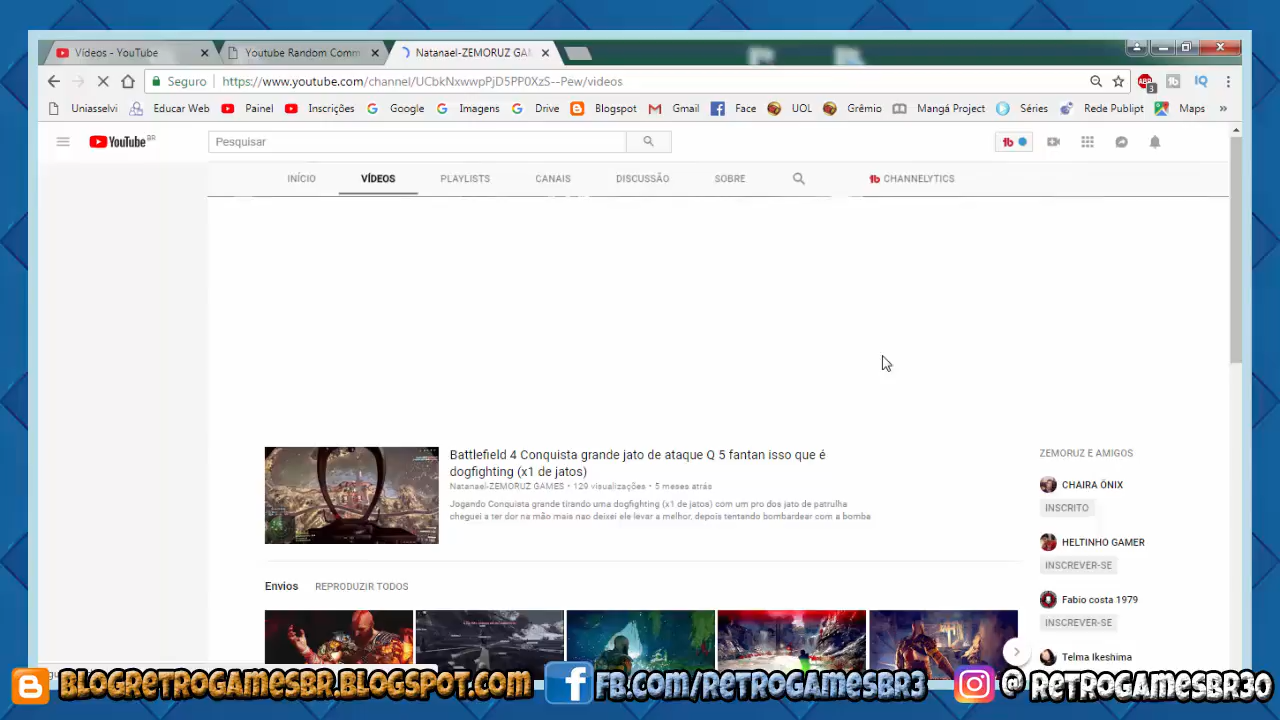 Vídeos - YouTube
Youtube Random Comm
Natanael-ZEMORUZ GA
Seguro
https://www.youtube.com/channel/UCbkNxwwpPjD5PP0XzS--Pew/videos
ABP
3
IQ
Uniasselvi
Educar Web
Painel
Inscrições
Google
Imagens
Drive
Blogspot
Gmail
Face
UOL
Grêmio
Mangá Project
Séries
Rede Publipt
Maps
»
YouTube BR
Pesquisar
tb
INÍCIO
VÍDEOS
PLAYLISTS
CANAIS
DISCUSSÃO
SOBRE
tb CHANNELYTICS
Battlefield 4 Conquista grande jato de ataque Q 5 fantan isso que é
dogfighting (x1 de jatos)
Natanael-ZEMORUZ GAMES • 129 visualizações • 5 meses atrás
Jogando Conquista grande tirando uma dogfighting (x1 de jatos) com um pro dos jato de patrulha
cheguei a ter dor na mão mais nao deixei ele levar a melhor, depois tentando bombardear com a bomba
ZEMORUZ E AMIGOS
CHAIRA ÔNIX
INSCRITO
HELTINHO GAMER
INSCREVER-SE
Fabio costa 1979
INSCREVER-SE
Telma Ikeshima
Envios
REPRODUZIR TODOS
BLOGRETROGAMESBR.BLOGSPOT.COM
FB.COM/RETROGAMESBR3
@RETROGAMESBR30